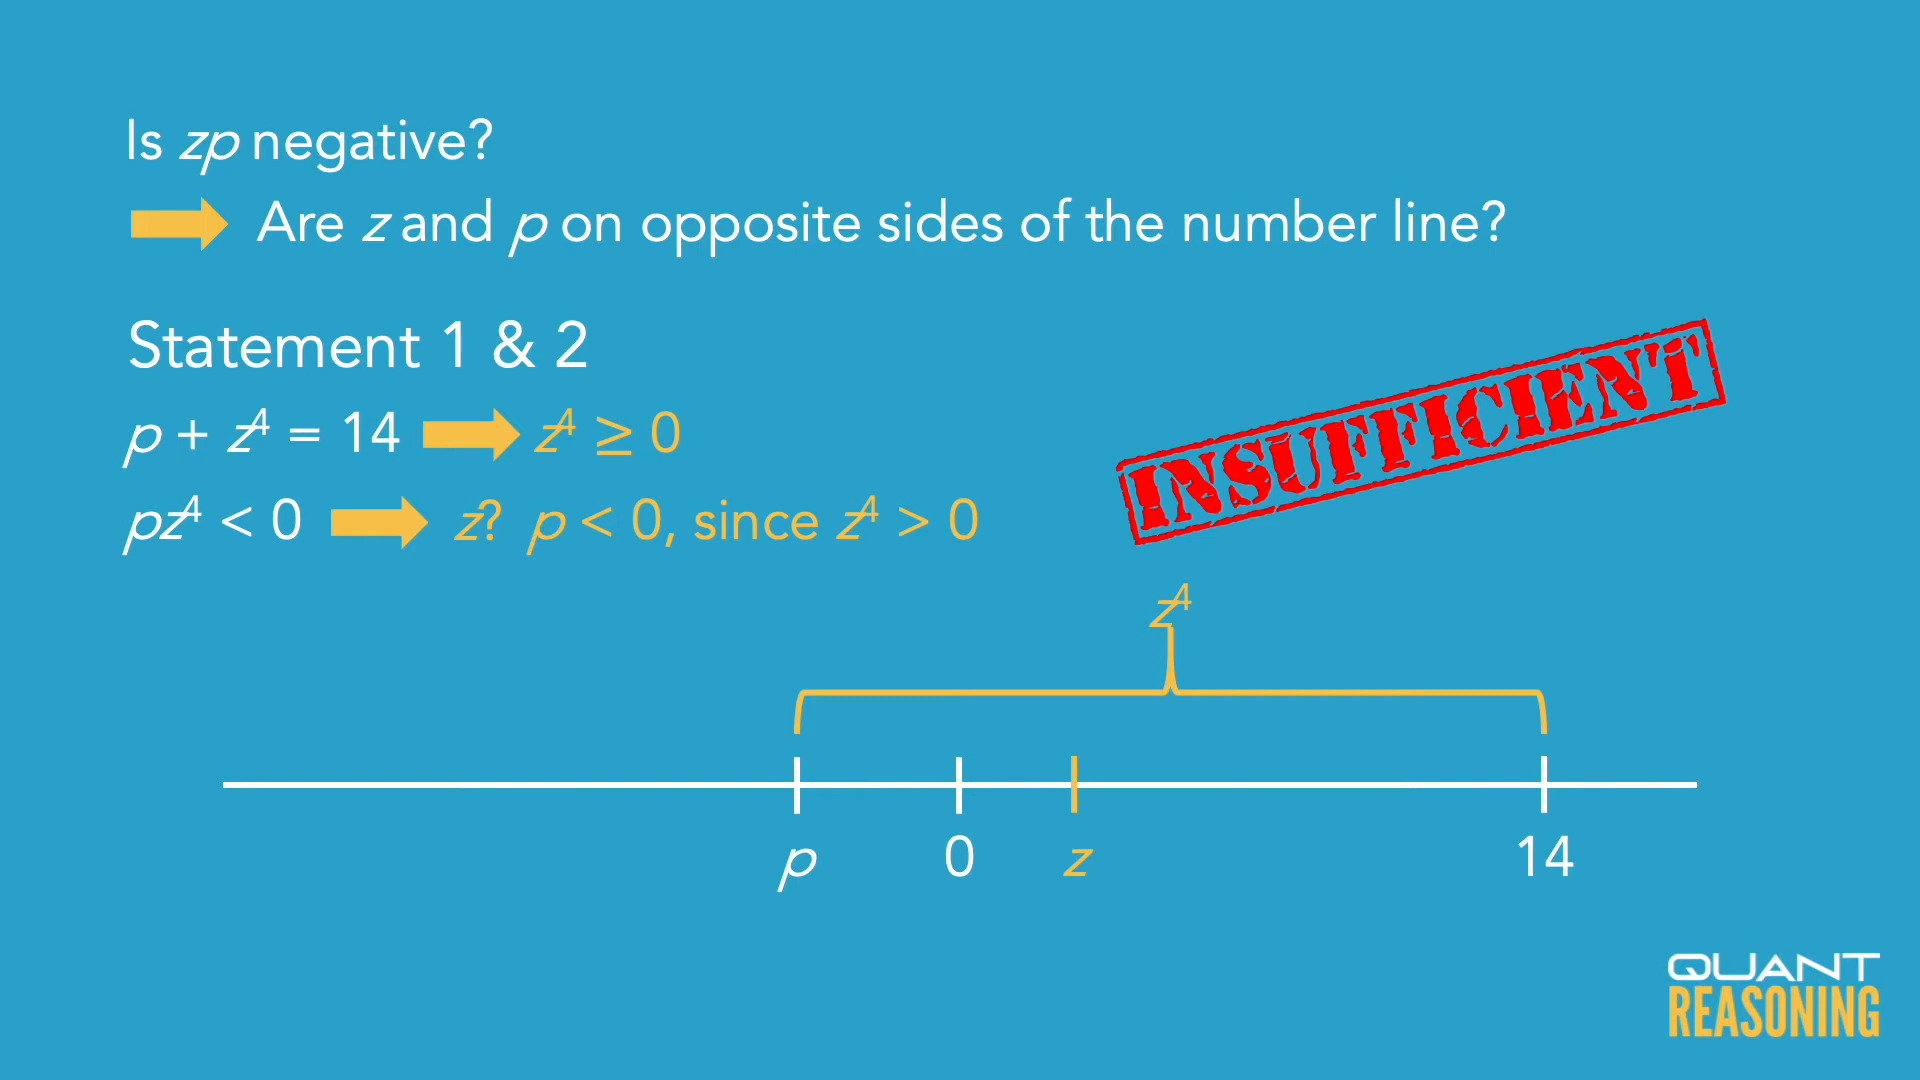 Is zp negative?
Are z and p on opposite sides of the number line?
Statement 1 & 2
p + z⁴ = 14 z⁴ ≥ 0
pz⁴ < 0 z? p < 0, since z⁴ > 0
INSUFFICIENT
z⁴
p 0 z 14
QUANT
REASONING